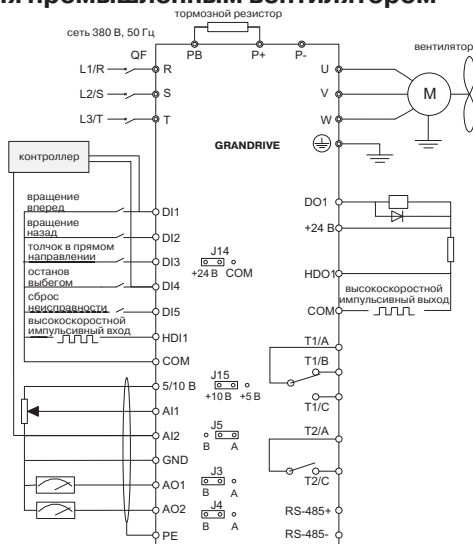 ля промышленным вентилятором
тормозной резистор
сеть 380 В, 50 Гц
вентилятор
QF
PB
P+
P-
L1/R
R
U
L2/S
S
V
M
L3/T
T
W
GRANDRIVE
контроллер
вращение
вперед
DI1
DO1
вращение
назад
DI2
+24 В
толчок в прямом
направлении
DI3
J14
+24 В COM
останов
выбегом
DI4
HDO1
сброс
неисправности
DI5
высокоскоростной
импульсивный выход
COM
высокоскоростной
импульсивный вход
HDI1
COM
T1/A
T1/B
5/10 В
J15
+10 В +5 В
T1/C
AI1
AI2
J5
B A
T2/A
GND
AO1
J3
B A
T2/C
AO2
J4
B A
RS-485+
PE
RS-485-